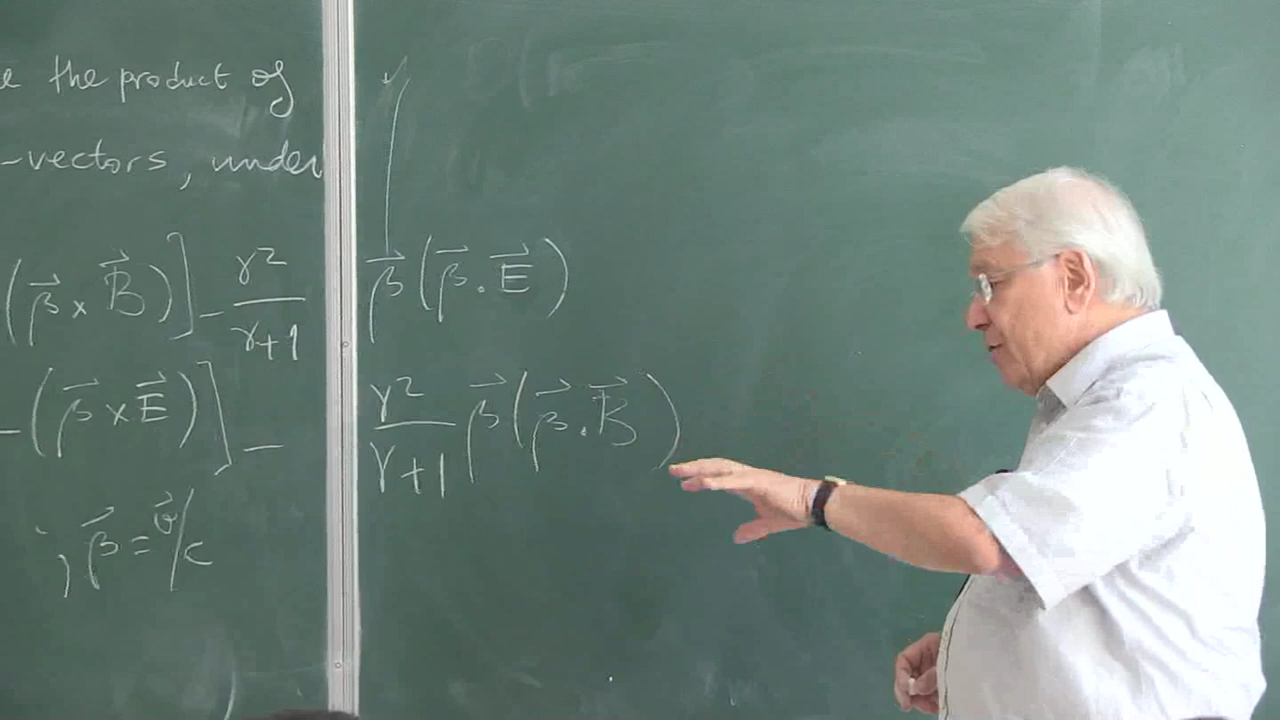 the product of
-vectors, under
(β⃗ × B⃗)] - γ²/(γ+1) β⃗(β⃗ . E⃗)
-(β⃗ × E⃗)] - γ²/(γ+1) β⃗(β⃗ . B⃗)
; β⃗ = v⃗/c